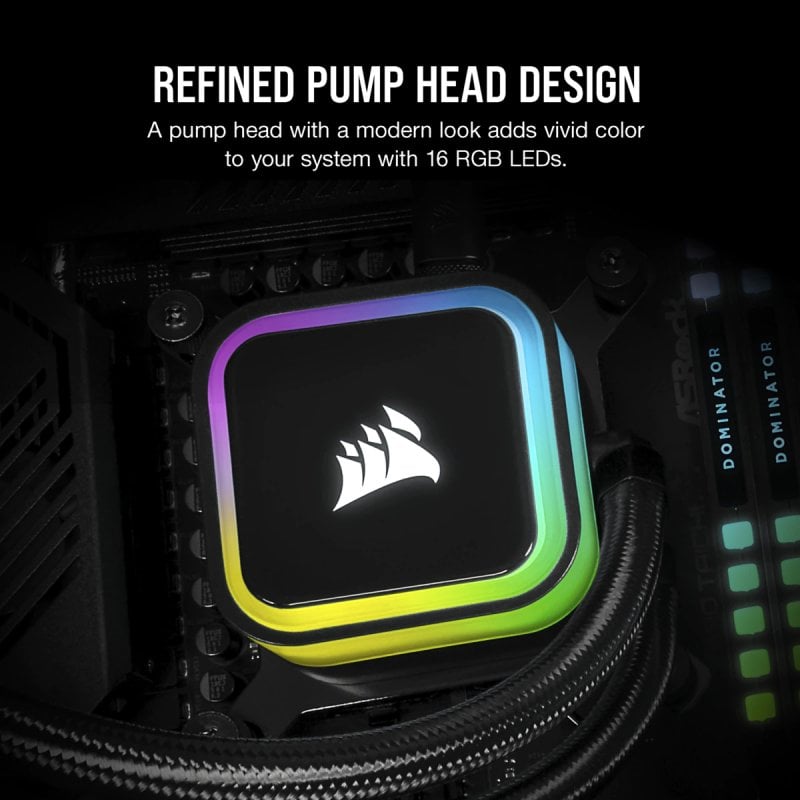 REFINED PUMP HEAD DESIGN
A pump head with a modern look adds vivid color
to your system with 16 RGB LEDs.
ASRock
DOMINATOR
DOMINATOR